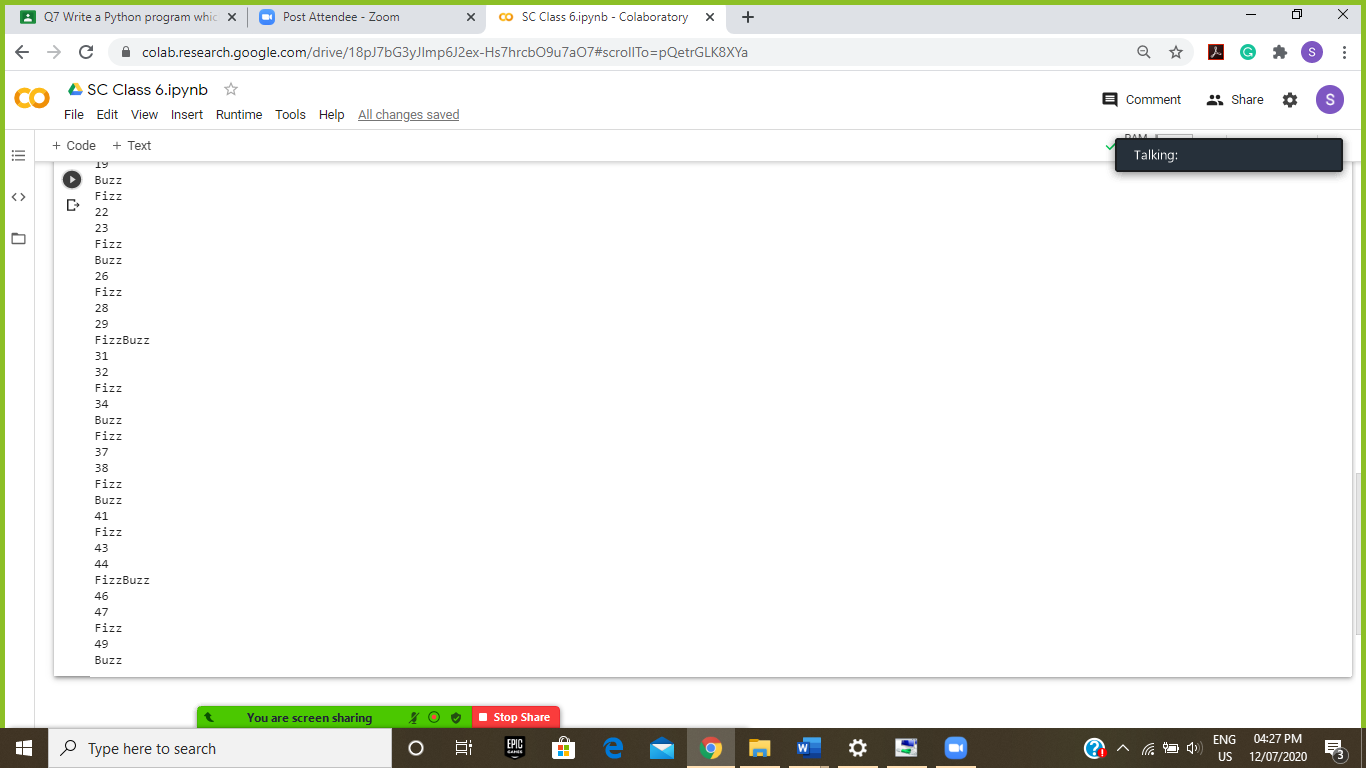 Q7 Write a Python program whic
Post Attendee - Zoom
SC Class 6.ipynb - Colaboratory
colab.research.google.com/drive/18pJ7bG3yJImp6J2ex-Hs7hrcbO9u7aO7#scrollTo=pQetrGLK8XYa
S
SC Class 6.ipynb
File Edit View Insert Runtime Tools Help All changes saved
Comment Share S
+ Code + Text
RAM
Talking:
19
Buzz
Fizz
22
23
Fizz
Buzz
26
Fizz
28
29
FizzBuzz
31
32
Fizz
34
Buzz
Fizz
37
38
Fizz
Buzz
41
Fizz
43
44
FizzBuzz
46
47
Fizz
49
Buzz
You are screen sharing Stop Share
Type here to search
EPIC GAMES
ENG US
04:27 PM
12/07/2020
3